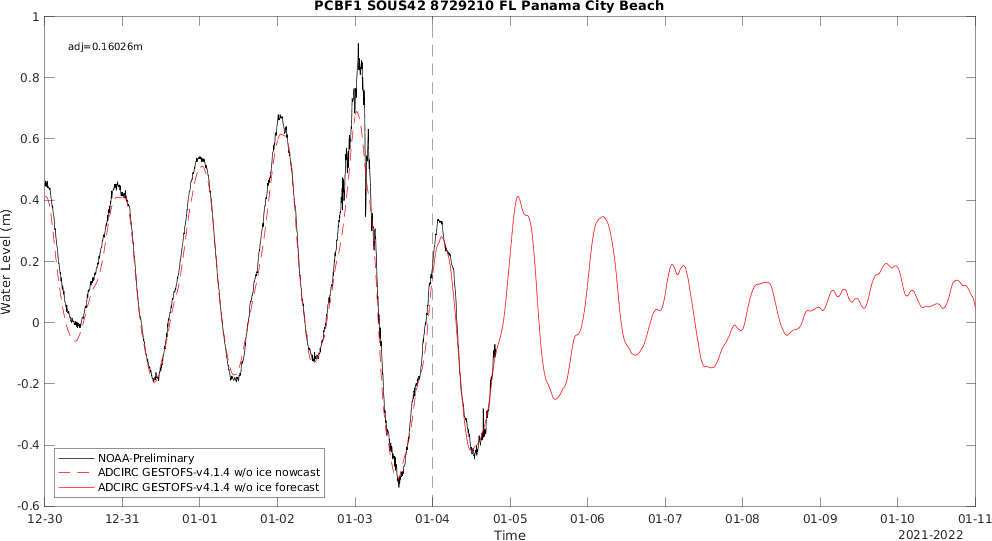 PCBF1 SOUS42 8729210 FL Panama City Beach
adj=0.16026m
Water Level (m)
1
0.8
0.6
0.4
0.2
0
-0.2
-0.4
-0.6
NOAA-Preliminary
ADCIRC GESTOFS-v4.1.4 w/o ice nowcast
ADCIRC GESTOFS-v4.1.4 w/o ice forecast
12-30 12-31 01-01 01-02 01-03 01-04 01-05 01-06 01-07 01-08 01-09 01-10 01-11
Time
2021-2022